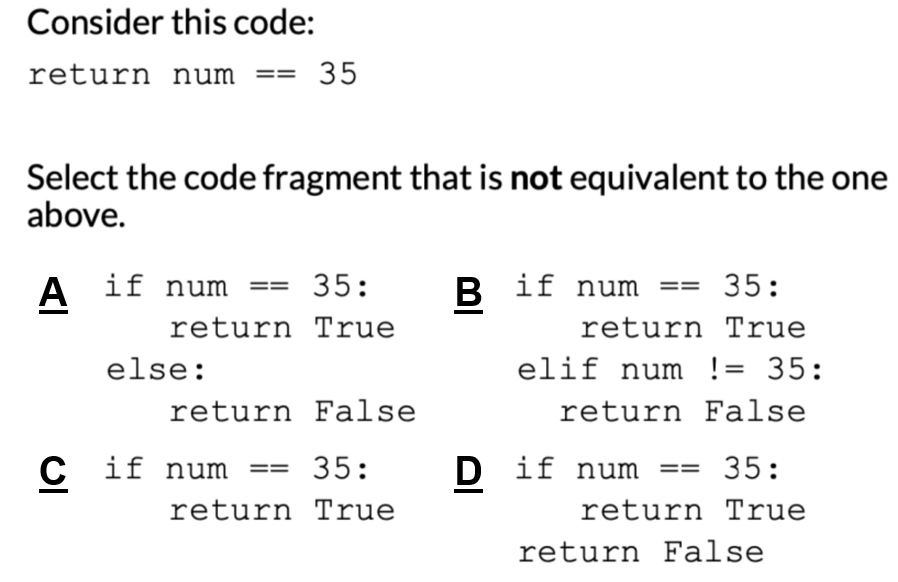 Consider this code:
return num == 35
Select the code fragment that is not equivalent to the one
above.
A if num == 35:
return True
else:
return False
B if num == 35:
return True
elif num != 35:
return False
C if num == 35:
return True
D if num == 35:
return True
return False